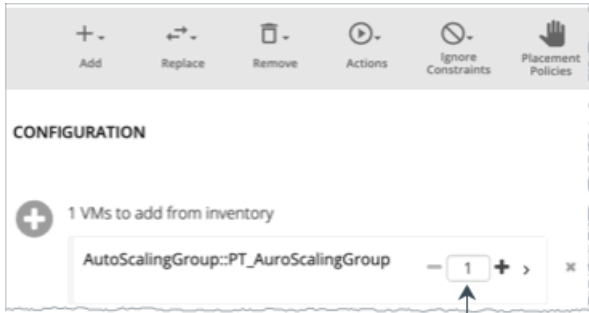 Add
Replace
Remove
Actions
Ignore
Constraints
Placement
Policies
CONFIGURATION
1 VMs to add from inventory
AutoScalingGroup::PT_AuroScalingGroup
1